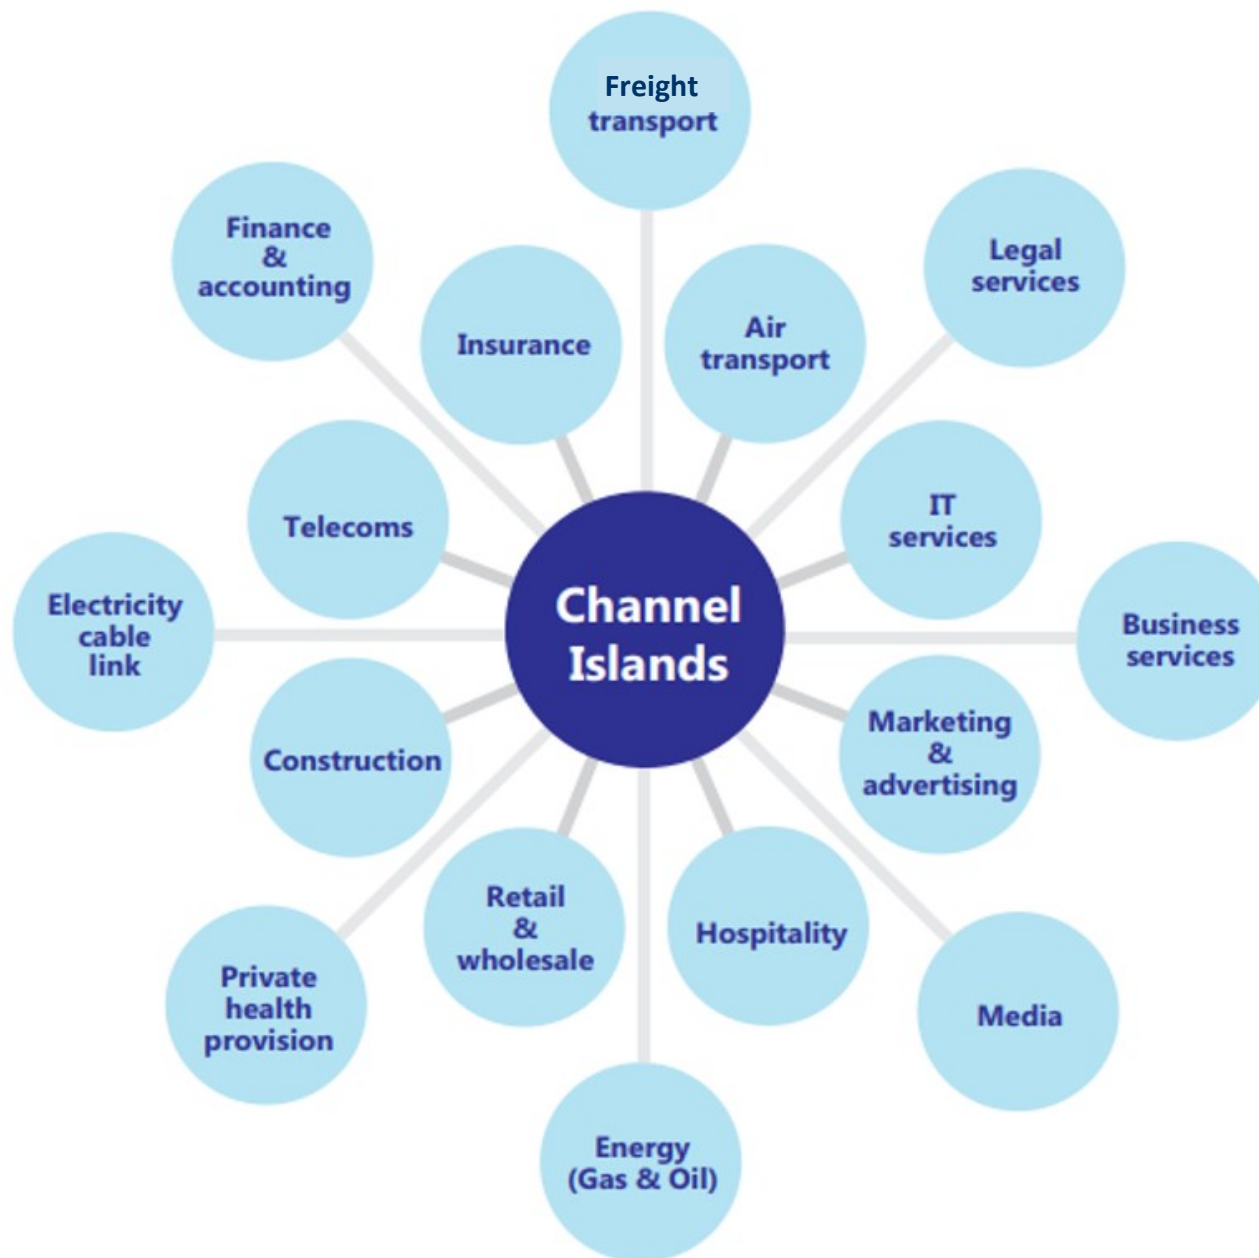 Freight
transport
Finance
&
accounting
Legal
services
Insurance
Air
transport
Telecoms
IT
services
Electricity
cable
link
Channel
Islands
Business
services
Construction
Marketing
&
advertising
Retail
&
wholesale
Hospitality
Private
health
provision
Media
Energy
(Gas & Oil)